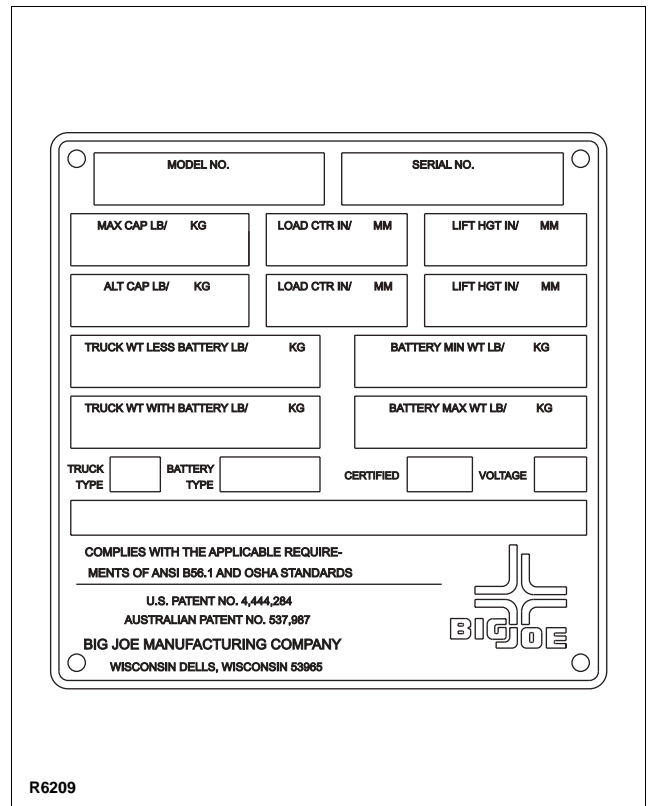 MODEL NO. SERIAL NO.
MAX CAP LB/ KG LOAD CTR IN/ MM LIFT HGT IN/ MM
ALT CAP LB/ KG LOAD CTR IN/ MM LIFT HGT IN/ MM
TRUCK WT LESS BATTERY LB/ KG BATTERY MIN WT LB/ KG
TRUCK WT WITH BATTERY LB/ KG BATTERY MAX WT LB/ KG
TRUCK TYPE BATTERY TYPE CERTIFIED VOLTAGE
COMPLIES WITH THE APPLICABLE REQUIRE-
MENTS OF ANSI B56.1 AND OSHA STANDARDS
U.S. PATENT NO. 4,444,284
AUSTRALIAN PATENT NO. 537,987
BIG JOE MANUFACTURING COMPANY
WISCONSIN DELLS, WISCONSIN 53965
BIG JOE
R6209